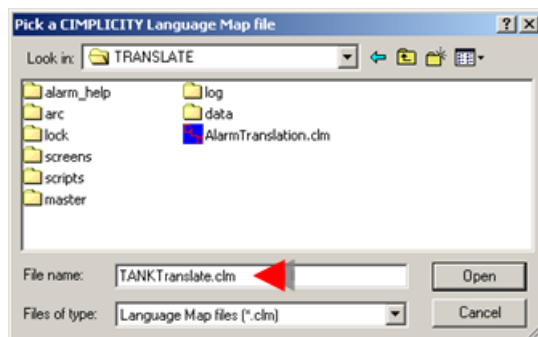 Pick a CIMPLICITY Language Map file
Look in: TRANSLATE
alarm_help
arc
lock
screens
scripts
master
log
data
AlarmTranslation.clm
File name: TANKTranslate.clm Open
Files of type: Language Map files (*.clm) Cancel